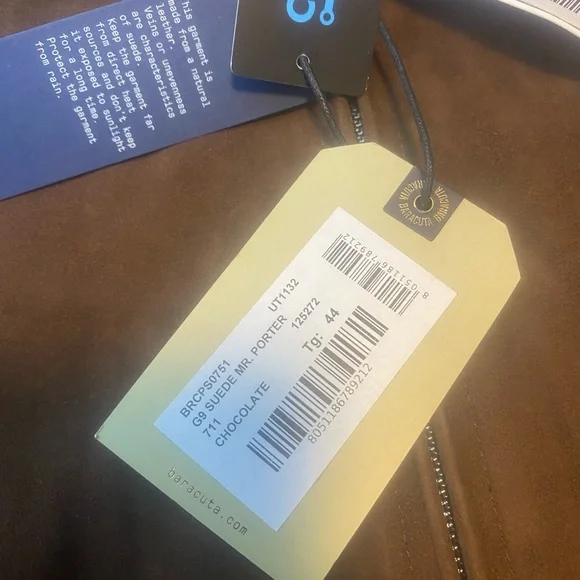 his garment is
made from a natural
leather.
Veins or unevenness
are characteristics
of suede.
Keep the garment far
from direct heat
sources and don't keep
it exposed to sunlight
for a long time.
Protect the garment
from rain.
BARACUTA BARACUTA
8051186789212
BRCPS0751 UT1132
G9 SUEDE MR. PORTER 125272
711 Tg: 44
CHOCOLATE
8051186789212
baracuta.com